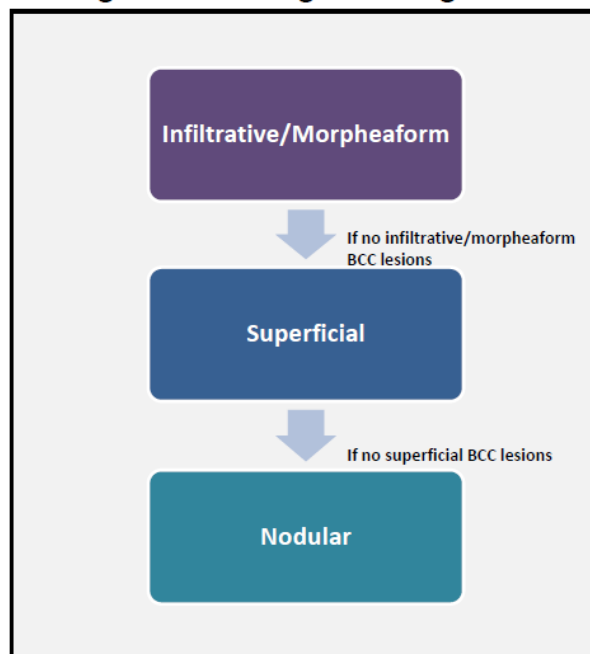 Infiltrative/Morpheaform
If no infiltrative/morpheaform
BCC lesions
Superficial
If no superficial BCC lesions
Nodular